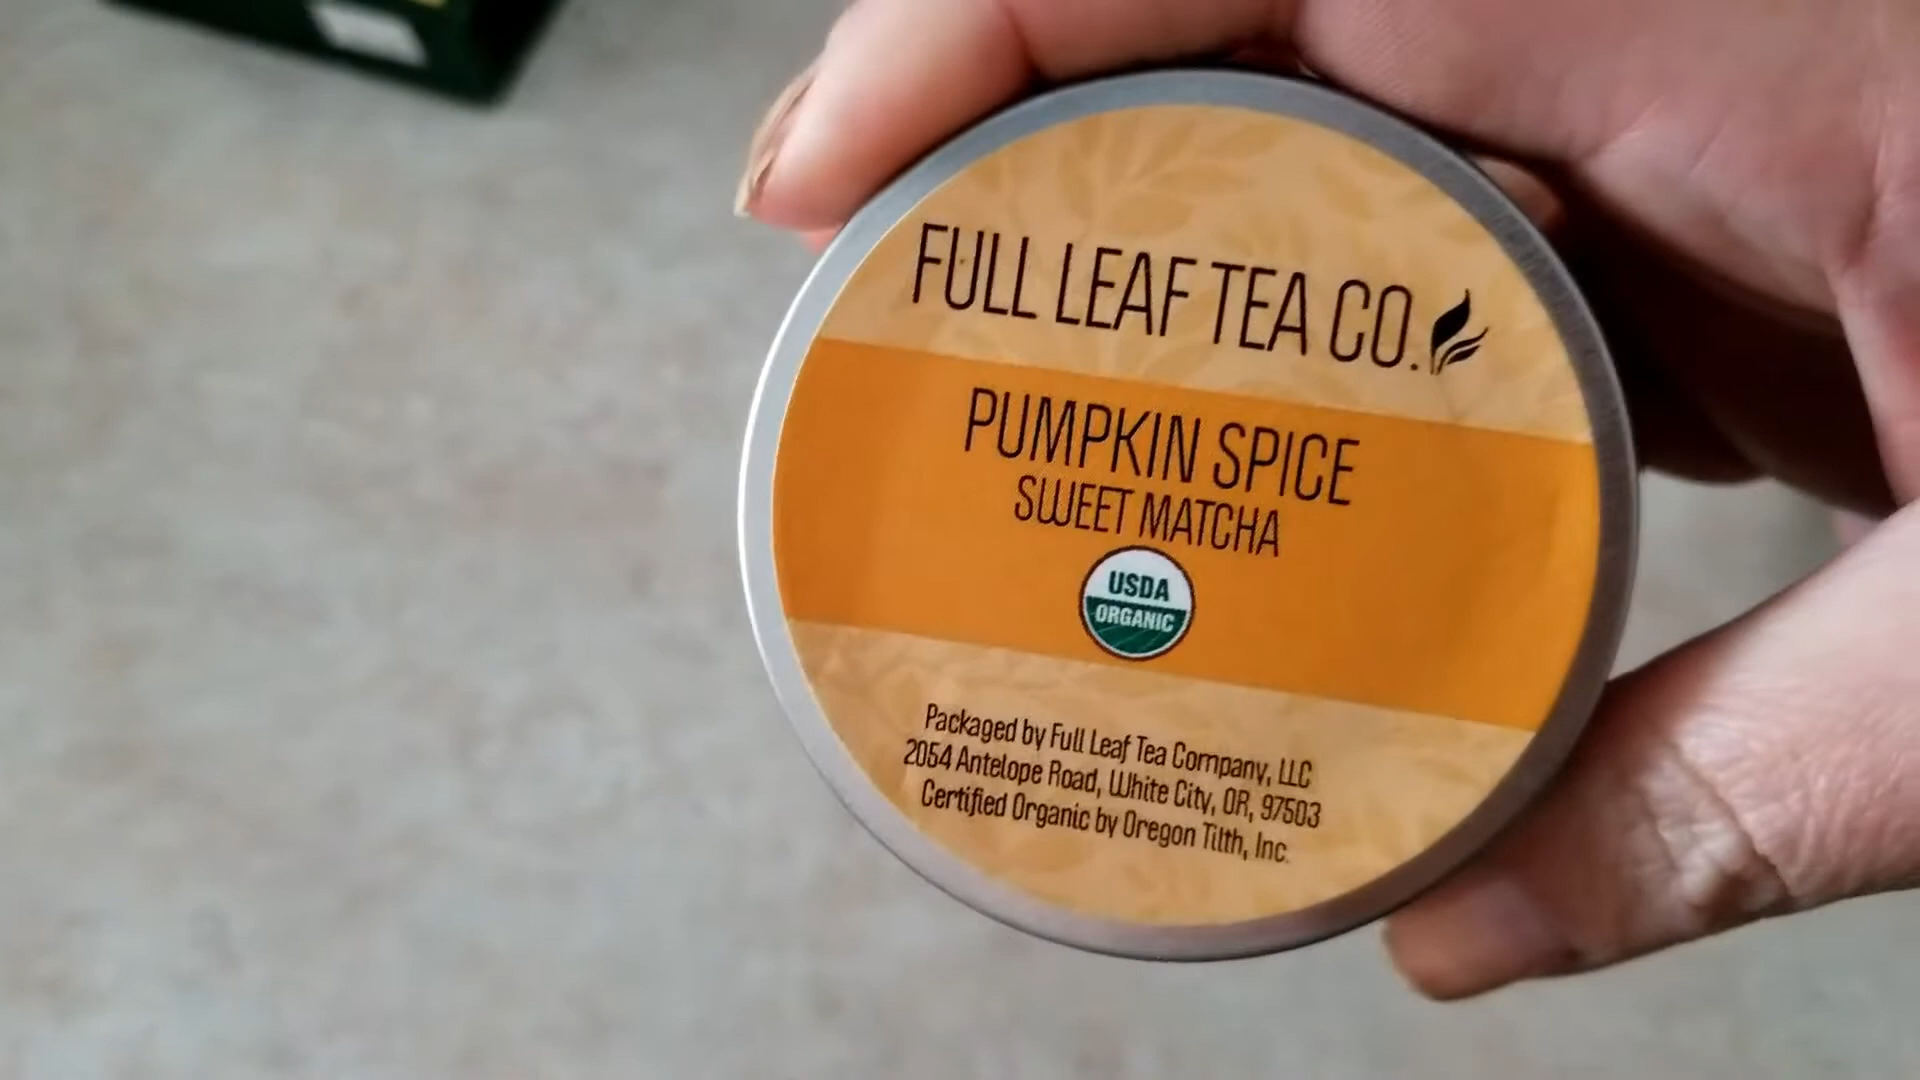 FULL LEAF TEA CO.
PUMPKIN SPICE
SWEET MATCHA
USDA
ORGANIC
Packaged by Full Leaf Tea Company, LLC
2054 Antelope Road, White City, OR, 97503
Certified Organic by Oregon Tilth, Inc.